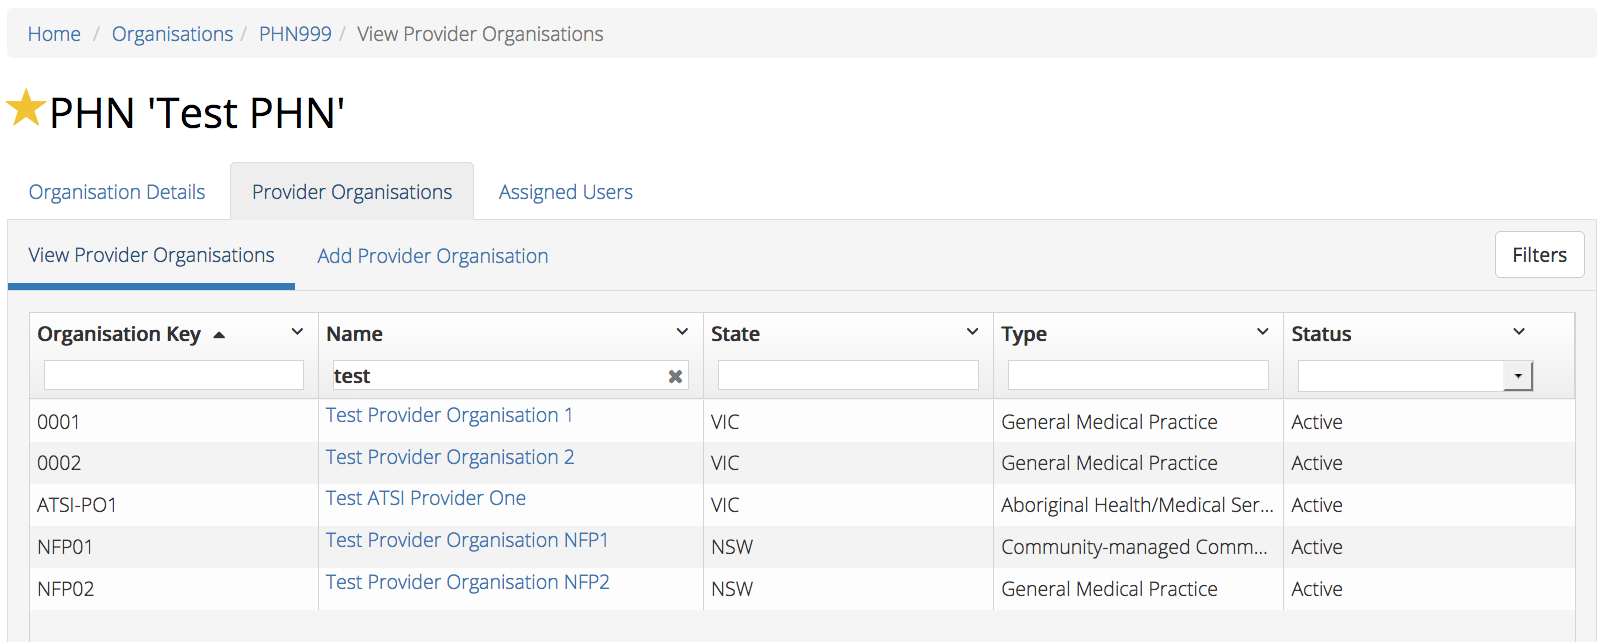 Home / Organisations / PHN999 / View Provider Organisations
PHN 'Test PHN'
Organisation Details Provider Organisations Assigned Users
View Provider Organisations Add Provider Organisation Filters
Organisation Key Name State Type Status
test
0001 Test Provider Organisation 1 VIC General Medical Practice Active
0002 Test Provider Organisation 2 VIC General Medical Practice Active
ATSI-PO1 Test ATSI Provider One VIC Aboriginal Health/Medical Ser... Active
NFP01 Test Provider Organisation NFP1 NSW Community-managed Comm... Active
NFP02 Test Provider Organisation NFP2 NSW General Medical Practice Active